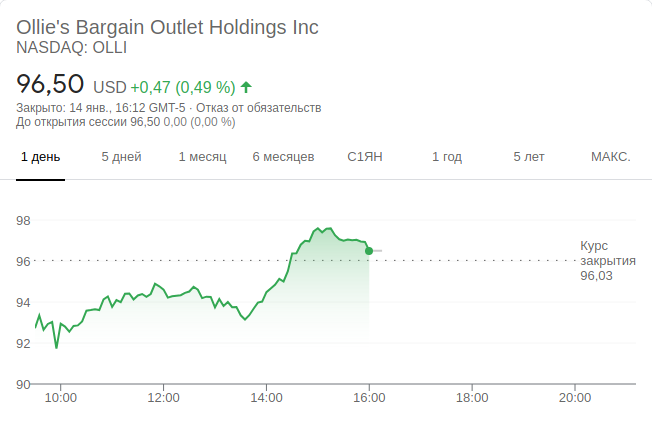 Ollie's Bargain Outlet Holdings Inc
NASDAQ: OLLI
96,50 USD +0,47 (0,49 %)
Закрыто: 14 янв., 16:12 GMT-5 · Отказ от обязательств
До открытия сессии 96,50 0,00 (0,00 %)
1 день 5 дней 1 месяц 6 месяцев С1ЯН 1 год 5 лет МАКС.
98
Курс
96 закрытия
96,03
94
92
90
10:00 12:00 14:00 16:00 18:00 20:00